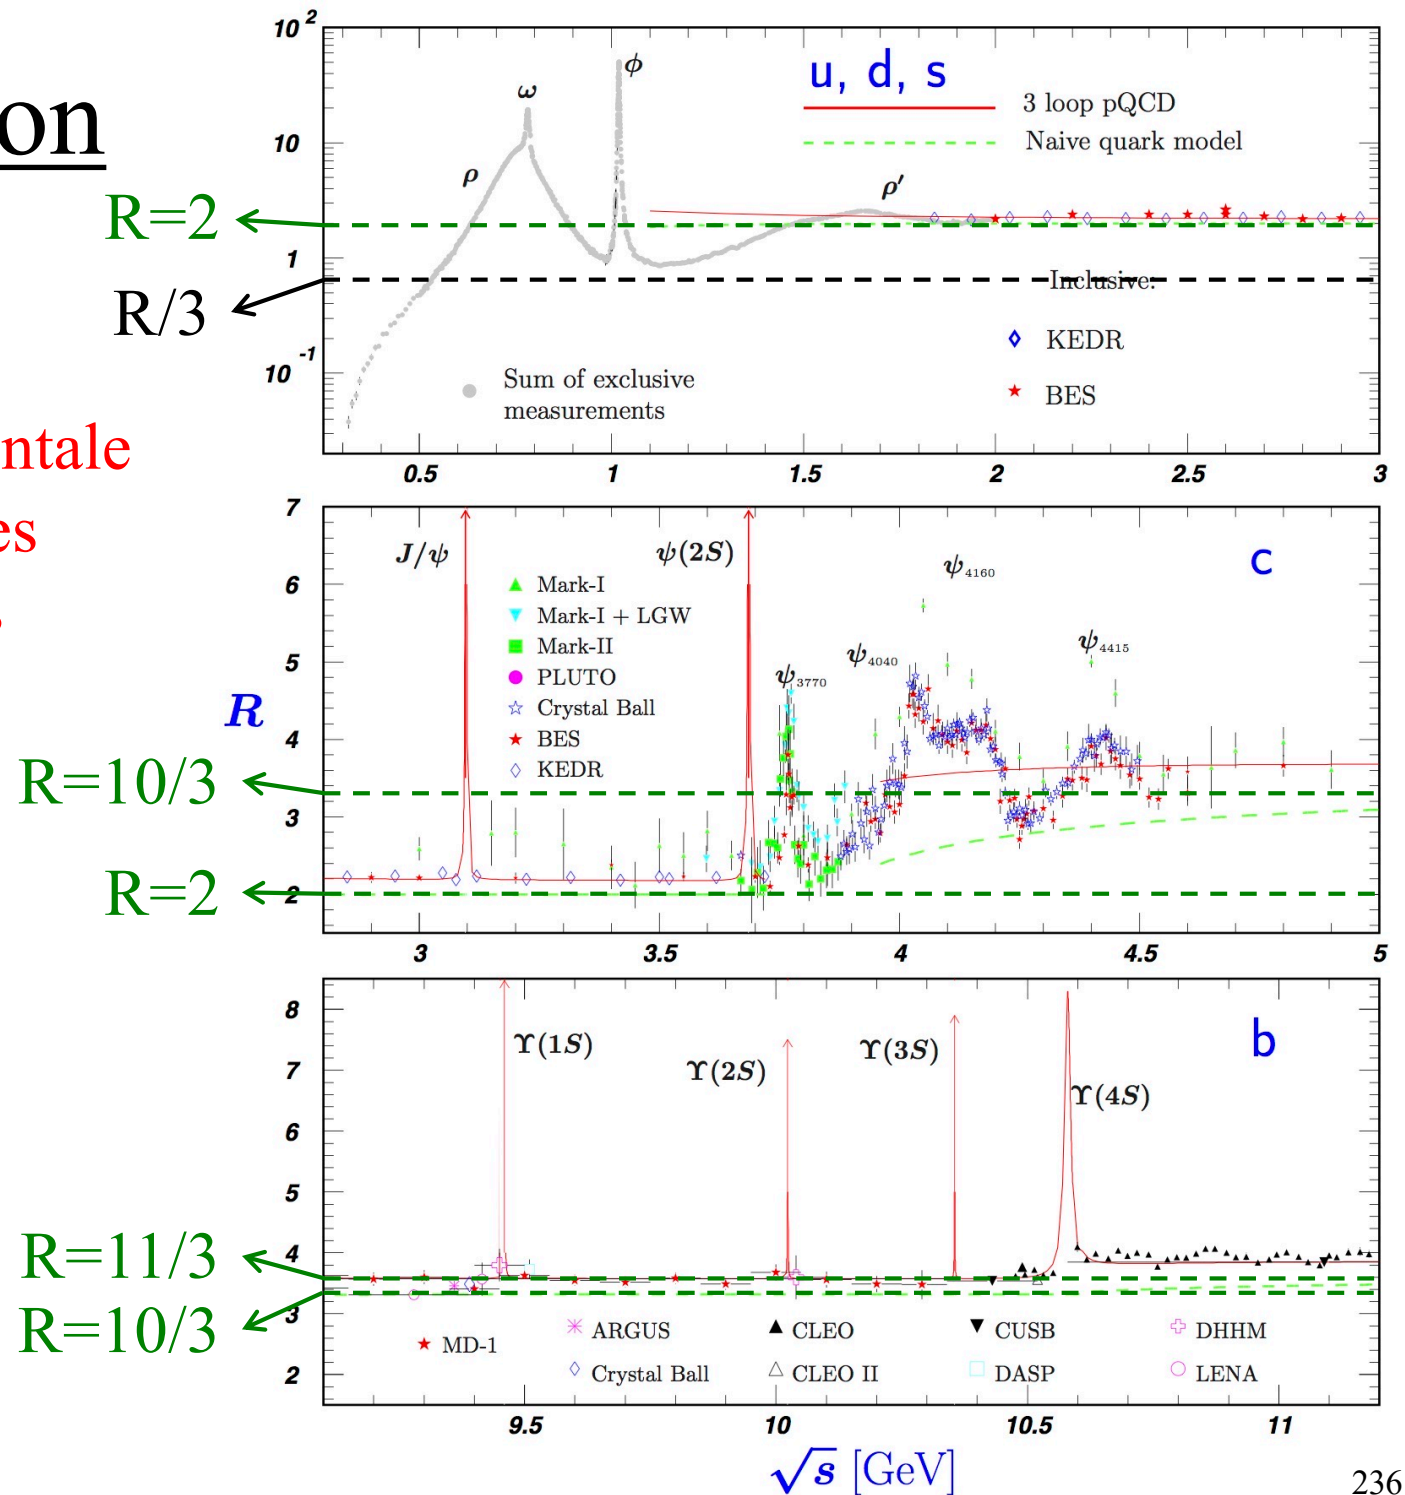 on
ntale
es
R=2
R/3
10 2
10
1
10 -1
ω
ϕ
ρ
ρ′
u, d, s
3 loop pQCD
Naive quark model
Inclusive:
KEDR
BES
Sum of exclusive
measurements
0.5 1 1.5 2 2.5 3
R
R=10/3
R=2
7
6
5
4
3
2
J/ψ
ψ(2S)
Mark-I
Mark-I + LGW
Mark-II
PLUTO
Crystal Ball
BES
KEDR
ψ3770
ψ4040
ψ4160
ψ4415
c
3 3.5 4 4.5 5
R=11/3
R=10/3
8
7
6
5
4
3
2
ϒ(1S)
ϒ(2S)
ϒ(3S)
ϒ(4S)
b
MD-1
ARGUS
Crystal Ball
CLEO
CLEO II
CUSB
DASP
DHHM
LENA
9.5 10 10.5 11
√s [GeV]
236